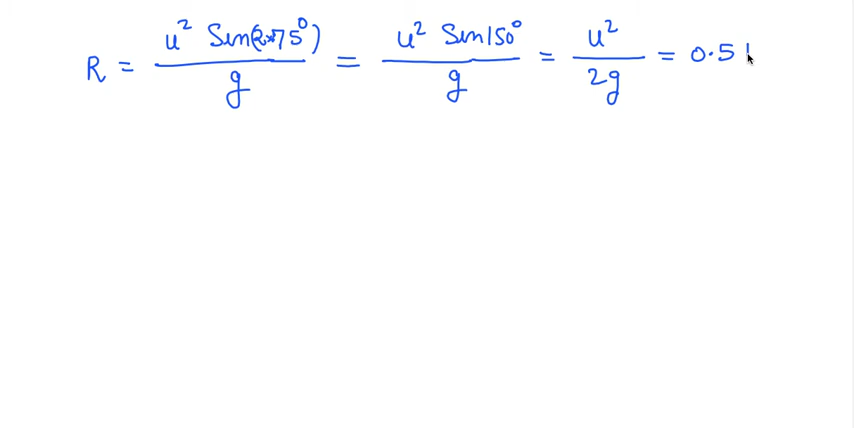 R = u² Sin(2×75°) / g = u² Sin150° / g = u² / 2g = 0.5